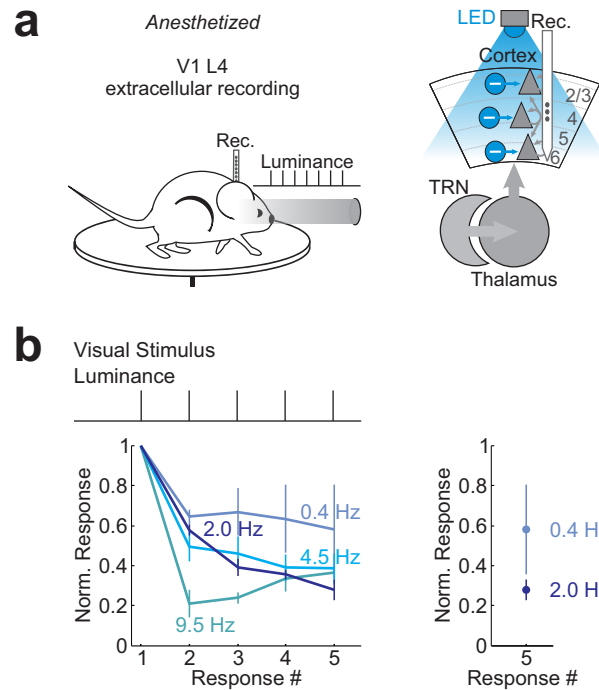 a
Anesthetized
V1 L4
extracellular recording
Rec.
Luminance
LED
Rec.
Cortex
2/3
4
5
6
TRN
Thalamus
b
Visual Stimulus
Luminance
Norm. Response
1
0.8
0.6
0.4
0.2
0
0.4 Hz
2.0 Hz
4.5 Hz
9.5 Hz
1 2 3 4 5
Response #
Norm. Response
1
0.8
0.6
0.4
0.2
0
0.4 H
2.0 H
5
Response #